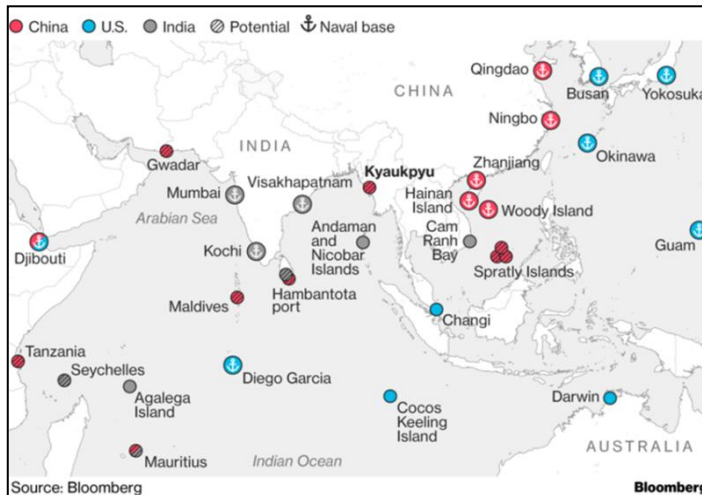 China U.S. India Potential Naval base
Qingdao
CHINA
Busan
Yokosuka
Ningbo
INDIA
Okinawa
Gwadar
Kyaukpyu
Zhanjiang
Mumbai
Visakhapatnam
Hainan
Island
Woody Island
Arabian Sea
Andaman
and
Nicobar
Islands
Cam
Ranh
Bay
Guam
Djibouti
Kochi
Spratly Islands
Hambantota
port
Maldives
Changi
Tanzania
Seychelles
Diego Garcia
Agalega
Island
Cocos
Keeling
Island
Darwin
AUSTRALIA
Mauritius
Indian Ocean
Source: Bloomberg
Bloomberg